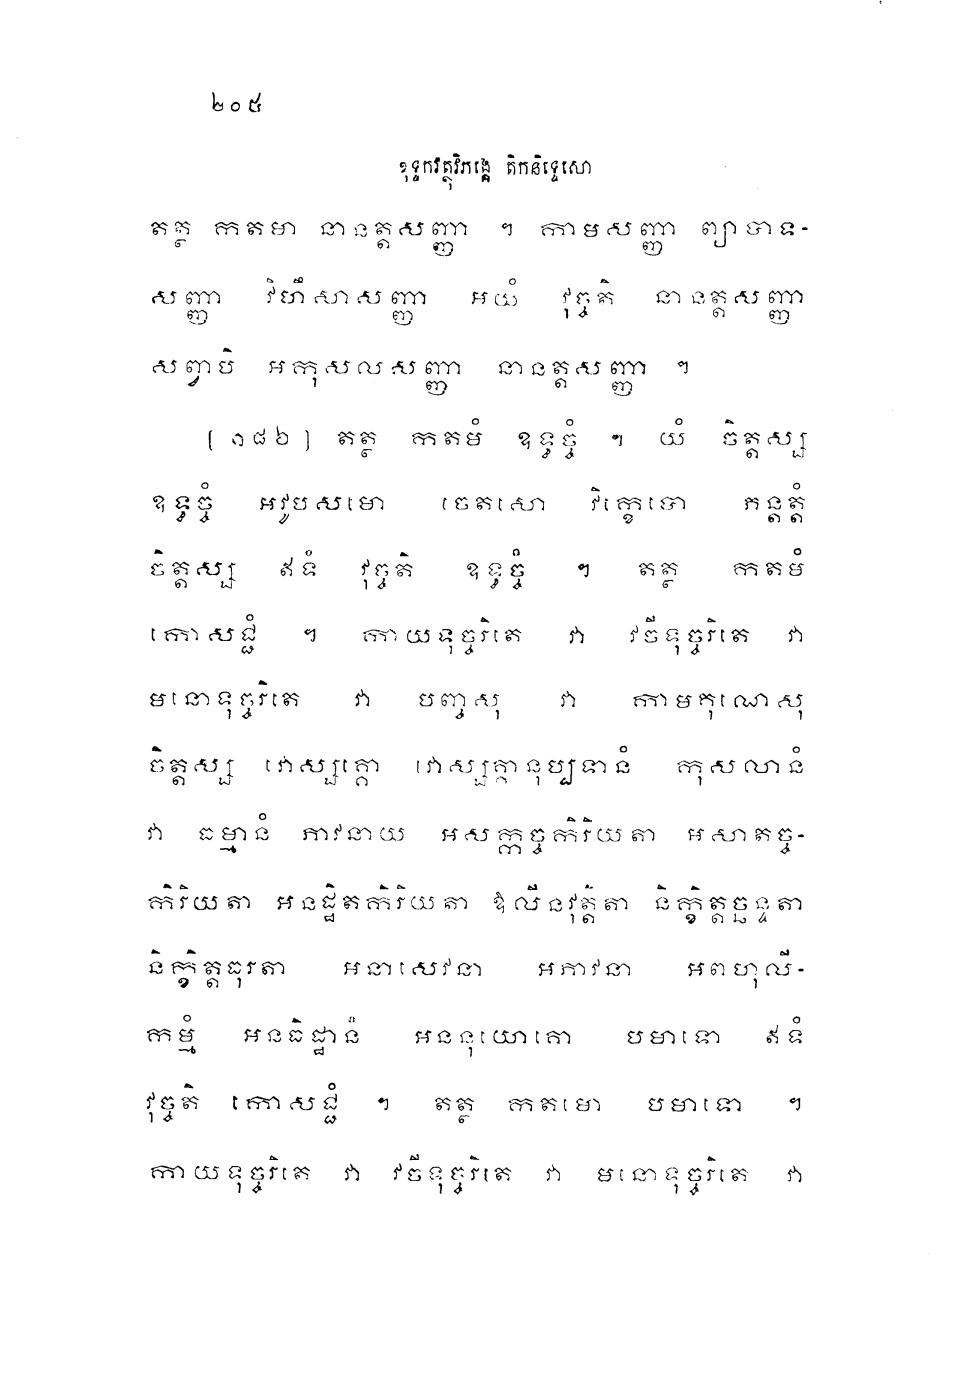 ២០៥
ខុទ្ទកវត្ថុវិភង្គេ តិកនិទ្ទេសោ
តត្ថ កតមា នានត្តសញ្ញា ។ កាមសញ្ញា ព្យាបាទ-
សញ្ញា វិហឹសាសញ្ញា អយំ វុច្ចតិ នានត្តសញ្ញា
សព្វាបិ អកុសលសញ្ញា នានត្តសញ្ញា ។
(១៨៦) តត្ថ កតមំ ឧទ្ធច្ចំ ។ យំ ចិត្តស្ស
ឧទ្ធច្ចំ អវូបសមោ ចេតសោ វិក្ខេបោ ភន្តត្តំ
ចិត្តស្ស ឥទំ វុច្ចតិ ឧទ្ធច្ចំ ។ តត្ថ កតមំ
កោសជ្ជំ ។ កាយទុច្ចរិតេ វា វចីទុច្ចរិតេ វា
មនោទុច្ចរិតេ វា បញ្ចសុ វា កាមគុណេសុ
ចិត្តស្ស វោស្សគ្គោ វោស្សគ្គានុប្បទានំ កុសលានំ
វា ធម្មានំ ភាវនាយ អសក្កច្ចកិរិយតា អសាតច្ច-
កិរិយតា អនដ្ឋិតកិរិយតា ឱលីនវុត្តិតា និក្ខិត្តច្ឆន្ទតា
និក្ខិត្តធុរតា អនាសេវនា អភាវនា អពហុលី-
កម្មំ អនធិដ្ឋានំ អននុយោគោ បមាទោ ឥទំ
វុច្ចតិ កោសជ្ជំ ។ តត្ថ កតមោ បមាទោ ។
កាយទុច្ចរិតេ វា វចីទុច្ចរិតេ វា មនោទុច្ចរិតេ វា